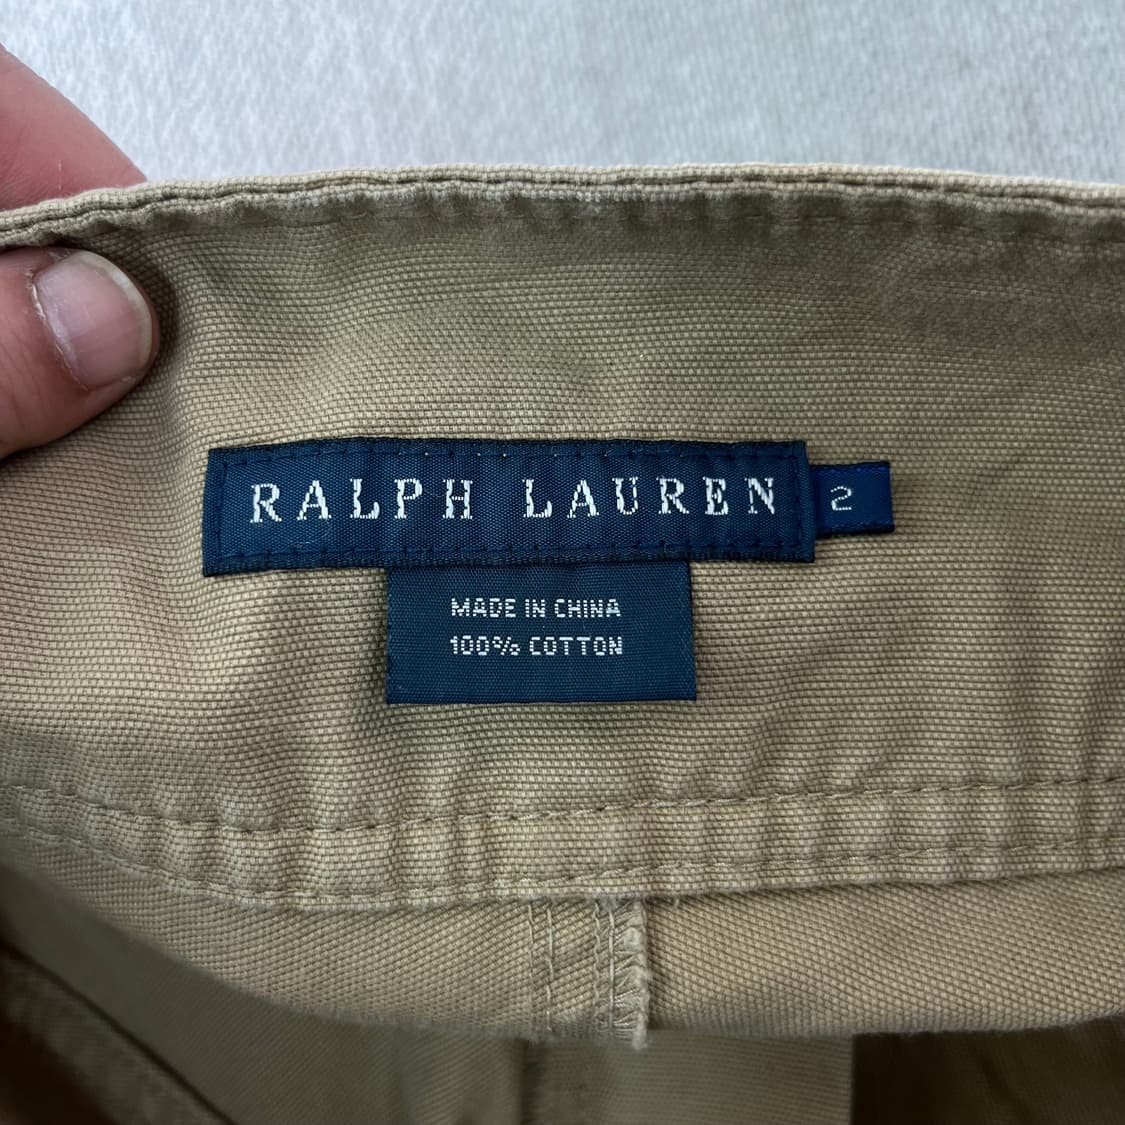 RALPH LAUREN
2
MADE IN CHINA
100% COTTON